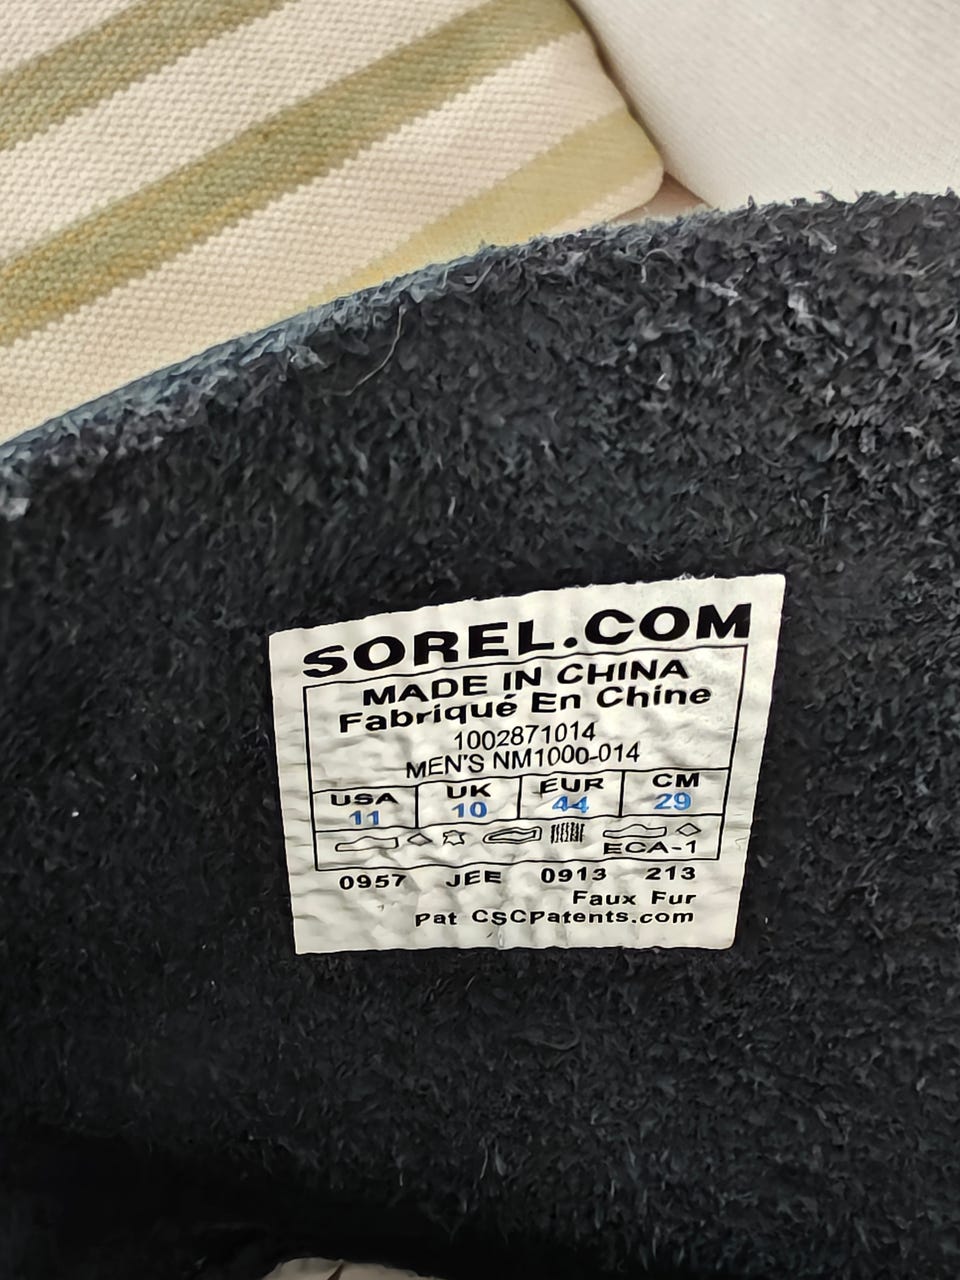 SOREL.COM
MADE IN CHINA
Fabriqué En Chine
1002871014
MEN'S NM1000-014
USA UK EUR CM
11 10 44 29
ECA-1
0957 JEE 0913 213
Faux Fur
Pat CSCPatents.com